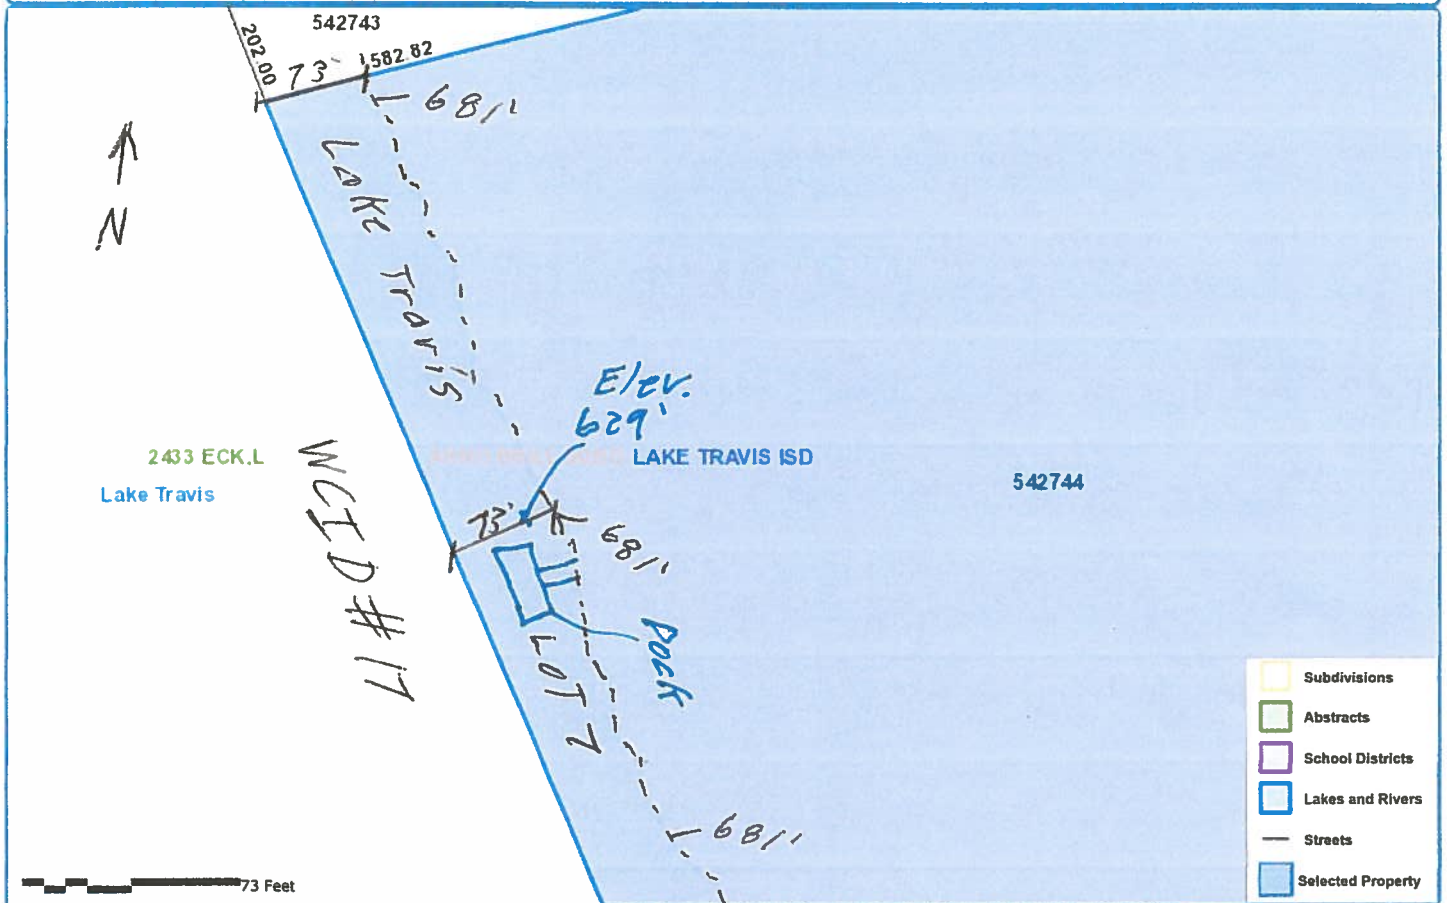 542743
202.00
73'
582.82
681'
N
Lake Travis
Elev.
629'
2433 ECK.L
LAKE TRAVIS ISD
Lake Travis
542744
WCID #17
73'
681'
Dock
LOT 7
681'
73 Feet
Subdivisions
Abstracts
School Districts
Lakes and Rivers
Streets
Selected Property